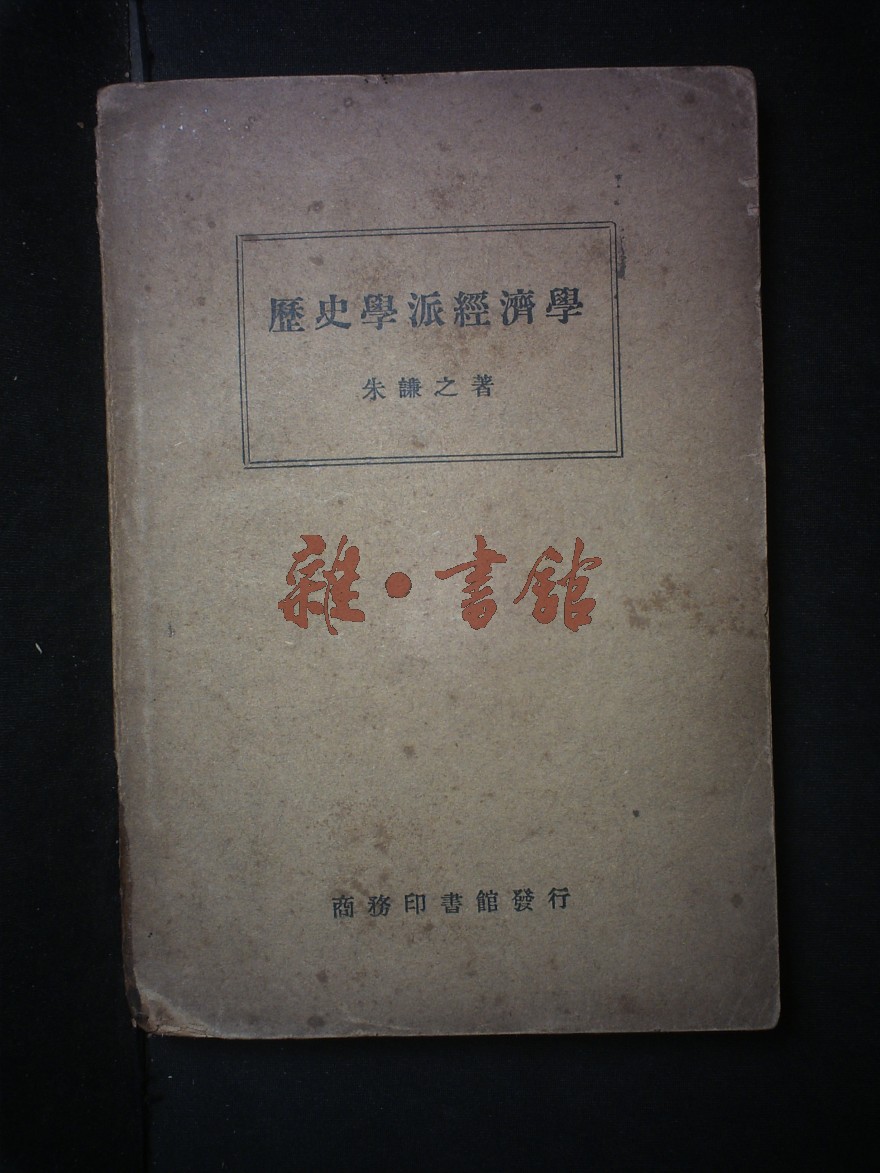 歷史學派經濟學
朱謙之著
雜·書館
商務印書館發行